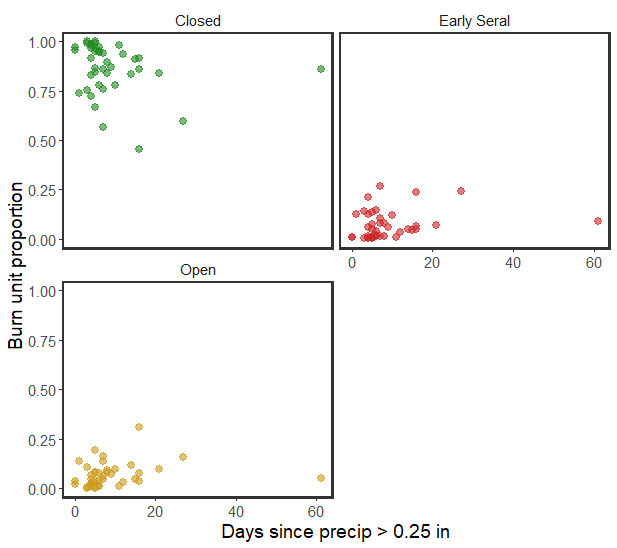 Closed
Early Seral
1.00
0.75
0.50
0.25
0.00
0 20 40 60
Open
1.00
0.75
0.50
0.25
0.00
0 20 40 60
Burn unit proportion
Days since precip > 0.25 in